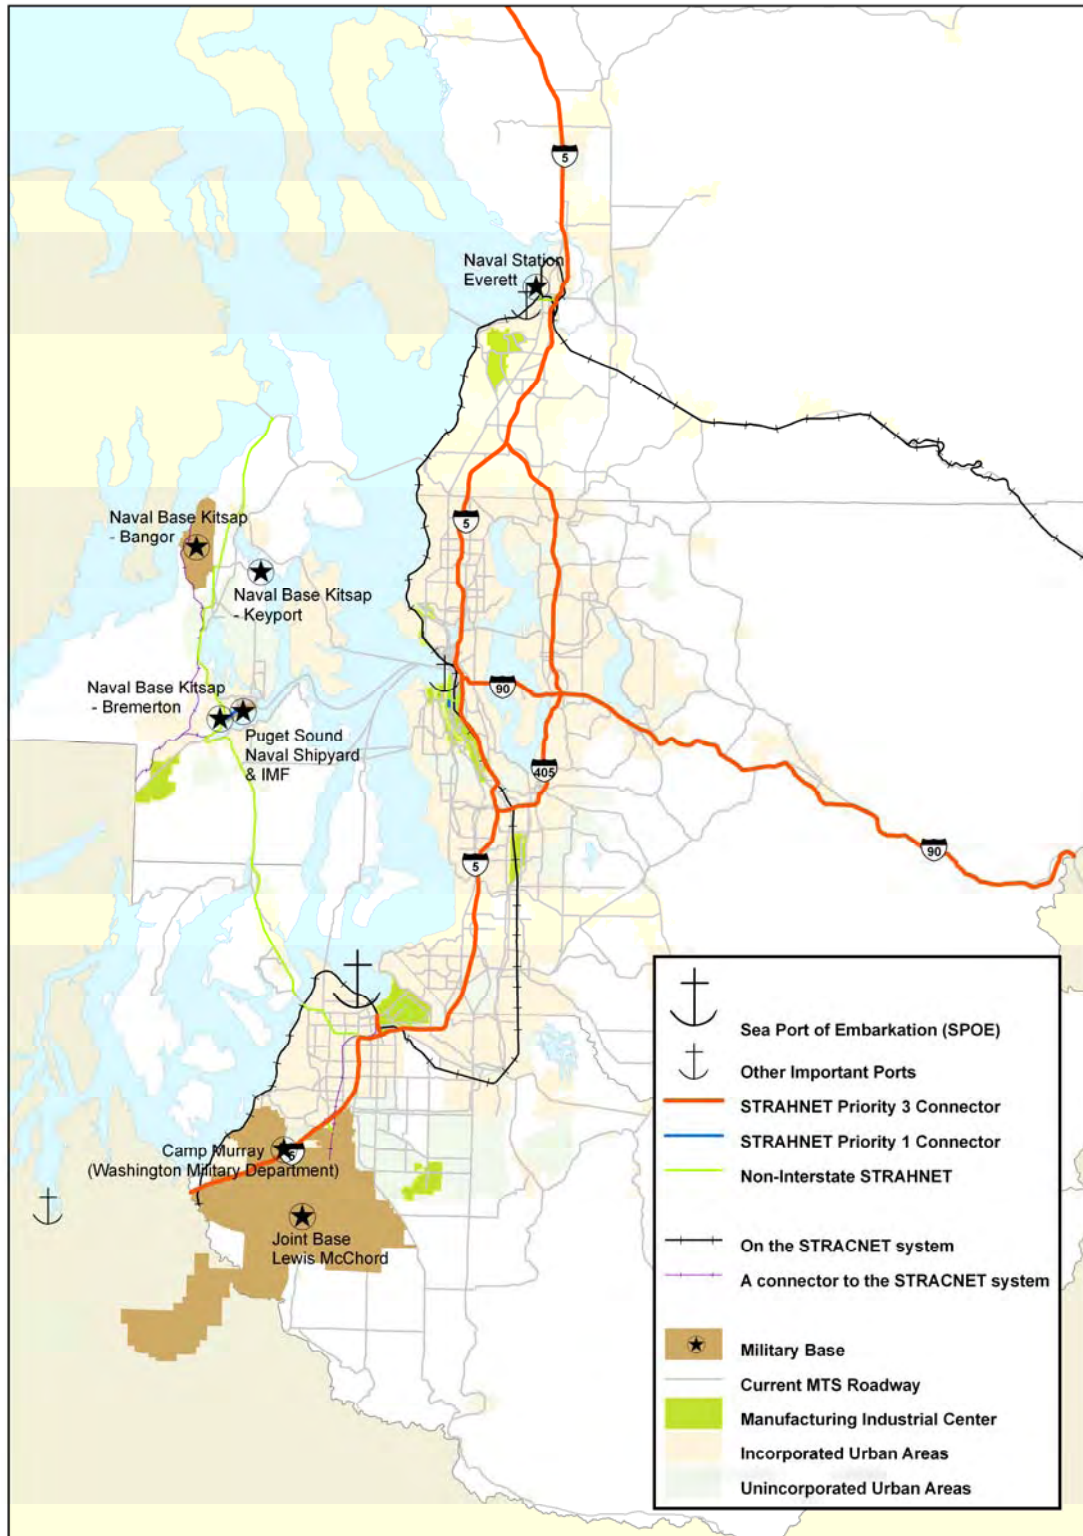 5
Naval Station
Everett
5
Naval Base Kitsap
- Bangor
Naval Base Kitsap
- Keyport
90
Naval Base Kitsap
- Bremerton
Puget Sound
Naval Shipyard
& IMF
405
90
5
Sea Port of Embarkation (SPOE)
Other Important Ports
STRAHNET Priority 3 Connector
STRAHNET Priority 1 Connector
Non-Interstate STRAHNET
On the STRACNET system
A connector to the STRACNET system
Military Base
Current MTS Roadway
Manufacturing Industrial Center
Incorporated Urban Areas
Unincorporated Urban Areas
Camp Murray
5
(Washington Military Department)
Joint Base
Lewis McChord